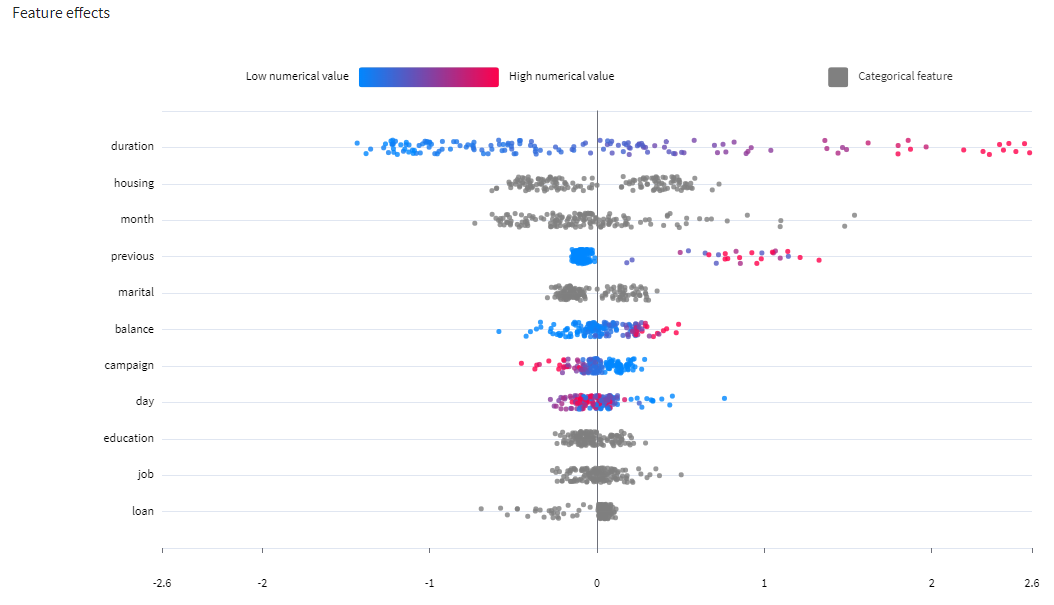 Feature effects
Low numerical value High numerical value Categorical feature
duration
housing
month
previous
marital
balance
campaign
day
education
job
loan
-2.6 -2 -1 0 1 2 2.6